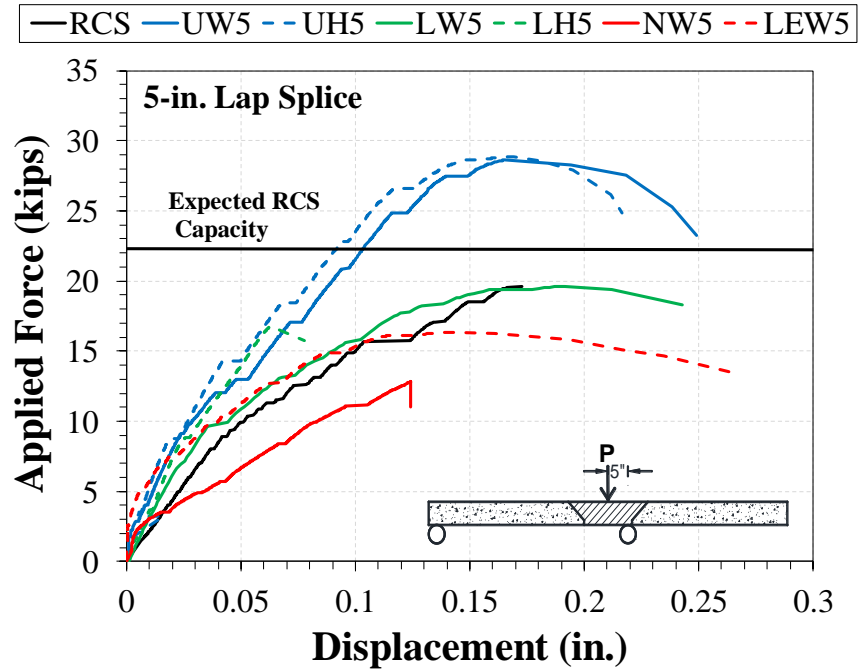 RCS UW5 UH5 LW5 LH5 NW5 LEW5
5-in. Lap Splice
Expected RCS
Capacity
Applied Force (kips)
35
30
25
20
15
10
5
0
P
5"
0 0.05 0.1 0.15 0.2 0.25 0.3
Displacement (in.)